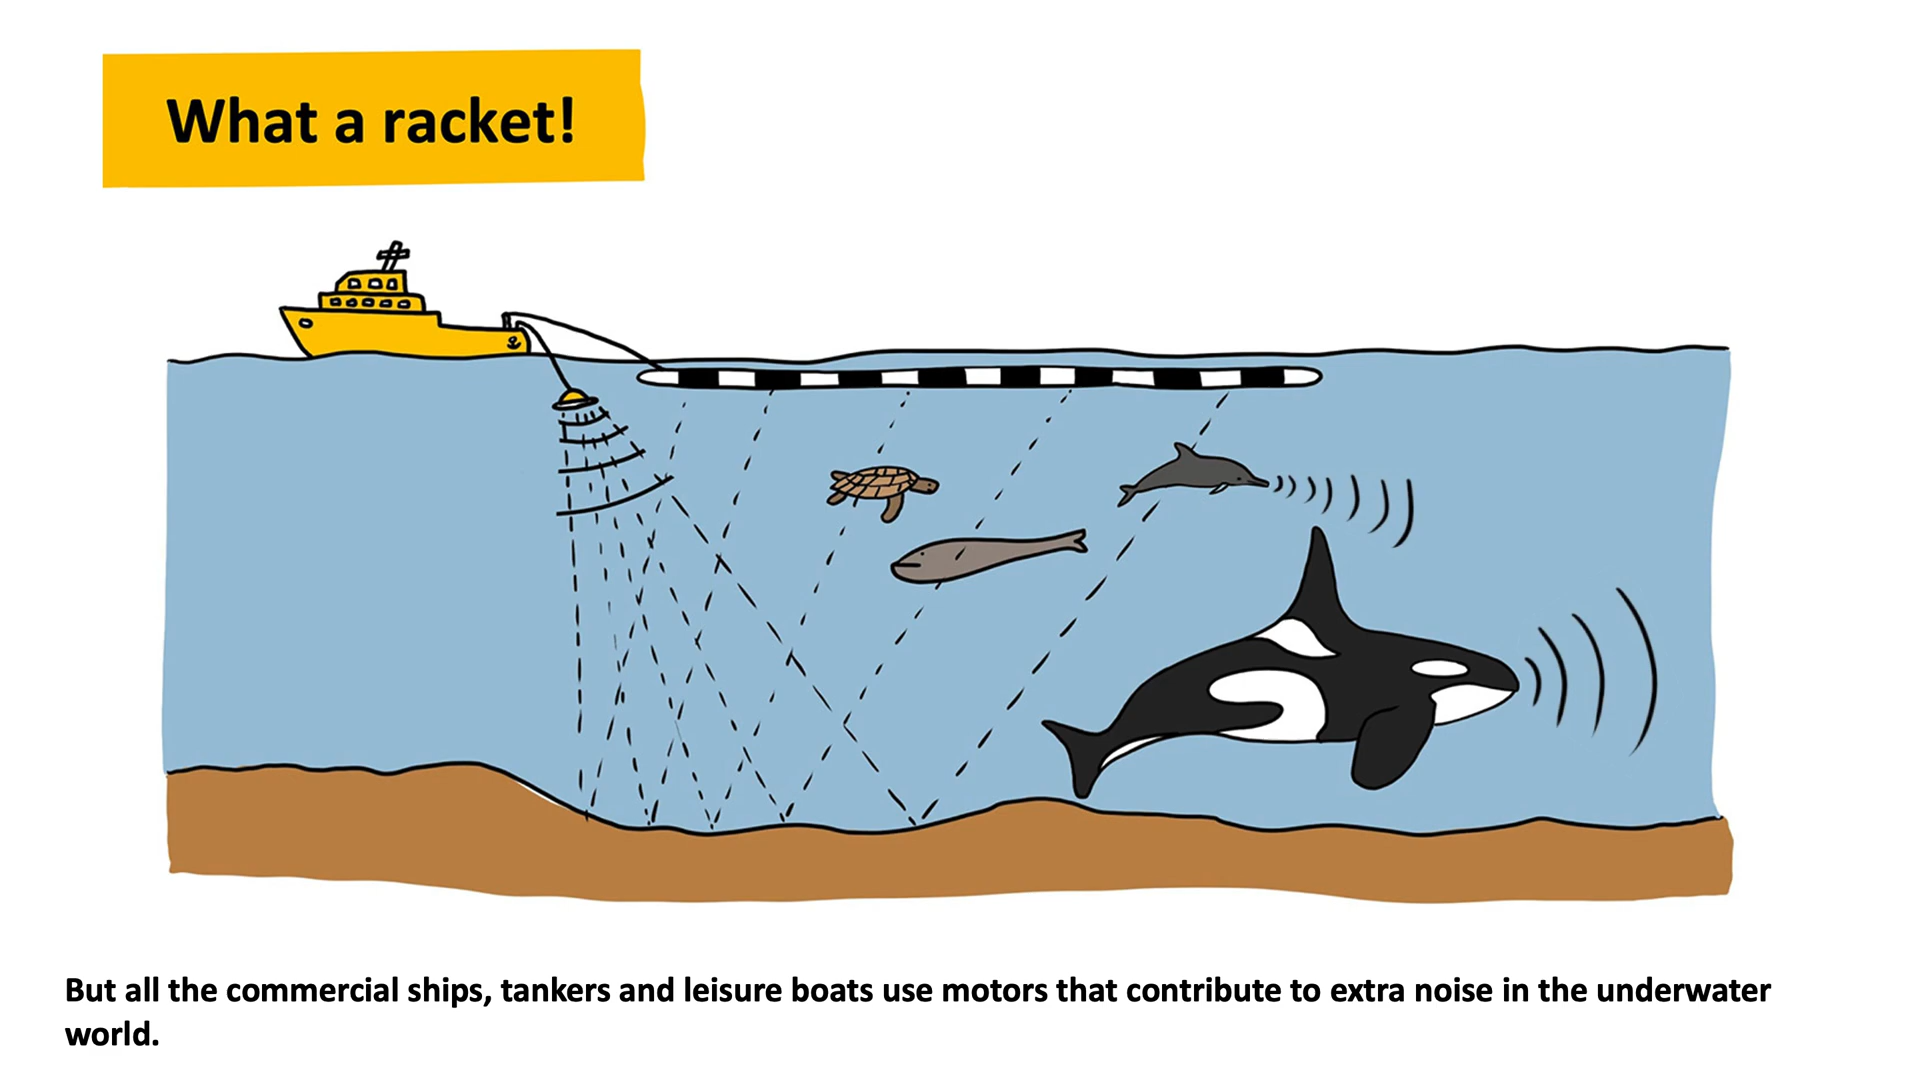 What a racket!
But all the commercial ships, tankers and leisure boats use motors that contribute to extra noise in the underwater
world.